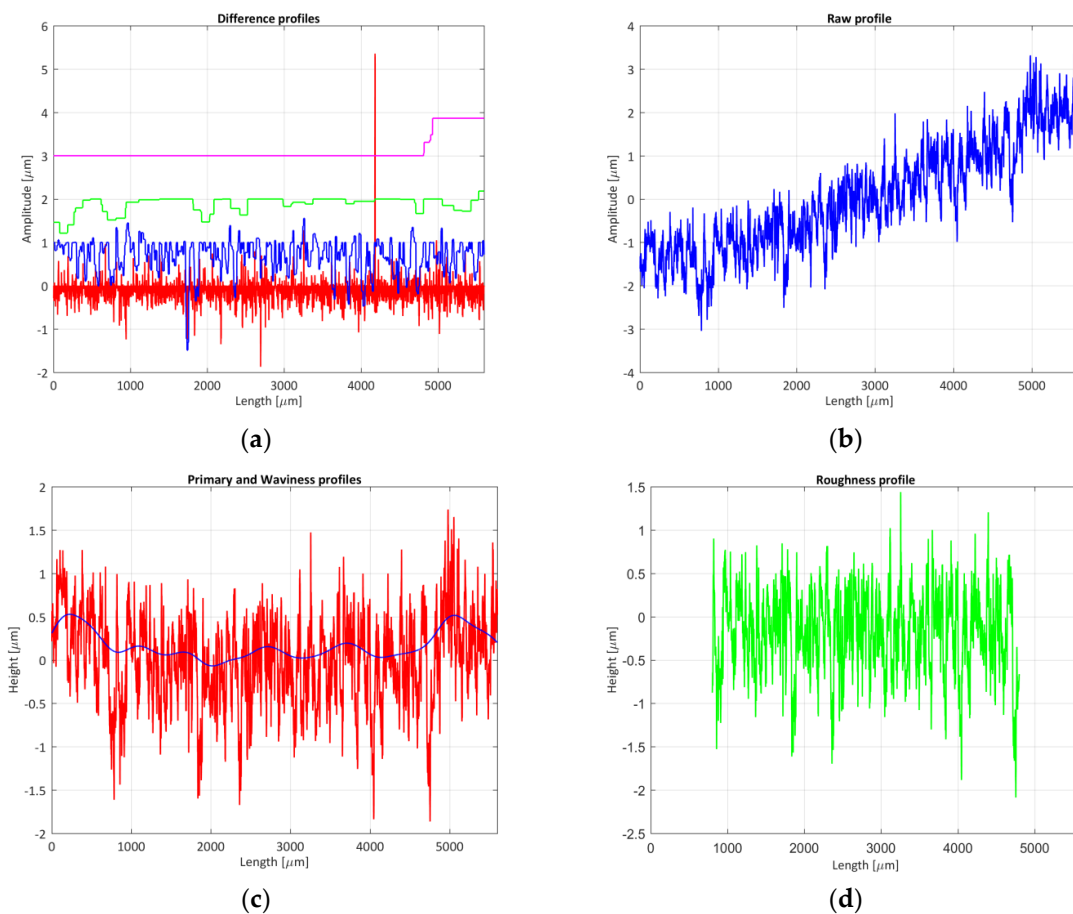 Difference profiles
6
5
4
3
2
1
0
-1
-2
Amplitude [μm]
0 1000 2000 3000 4000 5000
Length [μm]
(a)
Raw profile
4
3
2
1
0
-1
-2
-3
-4
Amplitude [μm]
0 1000 2000 3000 4000 5000
Length [μm]
(b)
Primary and Waviness profiles
2
1.5
1
0.5
0
-0.5
-1
-1.5
-2
Height [μm]
0 1000 2000 3000 4000 5000
Length [μm]
(c)
Roughness profile
1.5
1
0.5
0
-0.5
-1
-1.5
-2
-2.5
Height [μm]
0 1000 2000 3000 4000 5000
Length [μm]
(d)